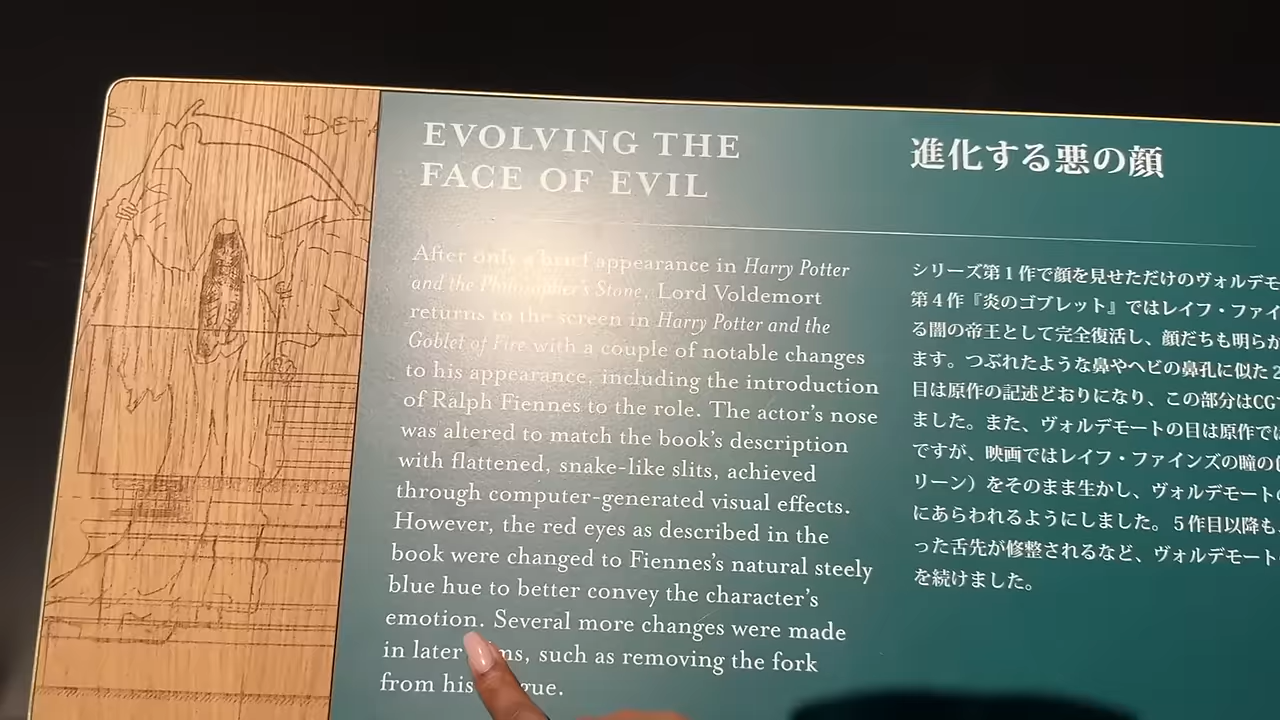 EVOLVING THE
FACE OF EVIL
After only a brief appearance in Harry Potter
and the Philosopher's Stone, Lord Voldemort
returns to the screen in Harry Potter and the
Goblet of Fire with a couple of notable changes
to his appearance, including the introduction
of Ralph Fiennes to the role. The actor's nose
was altered to match the book's description
with flattened, snake-like slits, achieved
through computer-generated visual effects.
However, the red eyes as described in the
book were changed to Fiennes's natural steely
blue hue to better convey the character's
emotion. Several more changes were made
in later, such as removing the fork
from his
進化する悪の顔
シリーズ第1作で顔を見せただけのヴォルデモ
第4作『炎のゴブレット』ではレイフ・ファイ
る闇の帝王として完全復活し、顔だちも明らか
ます。つぶれたような鼻やヘビの鼻孔に似た2
目は原作の記述どおりになり、この部分はCGで
ました。また、ヴォルデモートの目は原作では
ですが、映画ではレイフ・ファインズの瞳の色
リーン）をそのまま生かし、ヴォルデモートの
にあらわれるようにしました。5作目以降も
った舌先が修整されるなど、ヴォルデモート
を続けました。